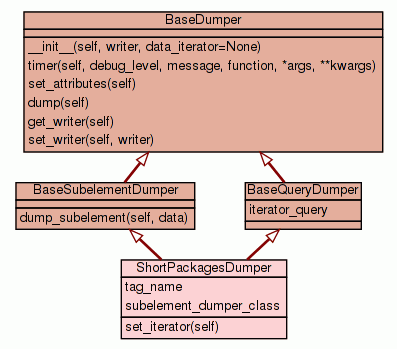 BaseDumper
__init__(self, writer, data_iterator=None)
timer(self, debug_level, message, function, *args, **kwargs)
set_attributes(self)
dump(self)
get_writer(self)
set_writer(self, writer)
BaseSubelementDumper
dump_subelement(self, data)
BaseQueryDumper
iterator_query
ShortPackagesDumper
tag_name
subelement_dumper_class
set_iterator(self)